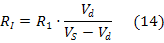 R_I = R_1 · V_d / (V_S − V_d) (14)